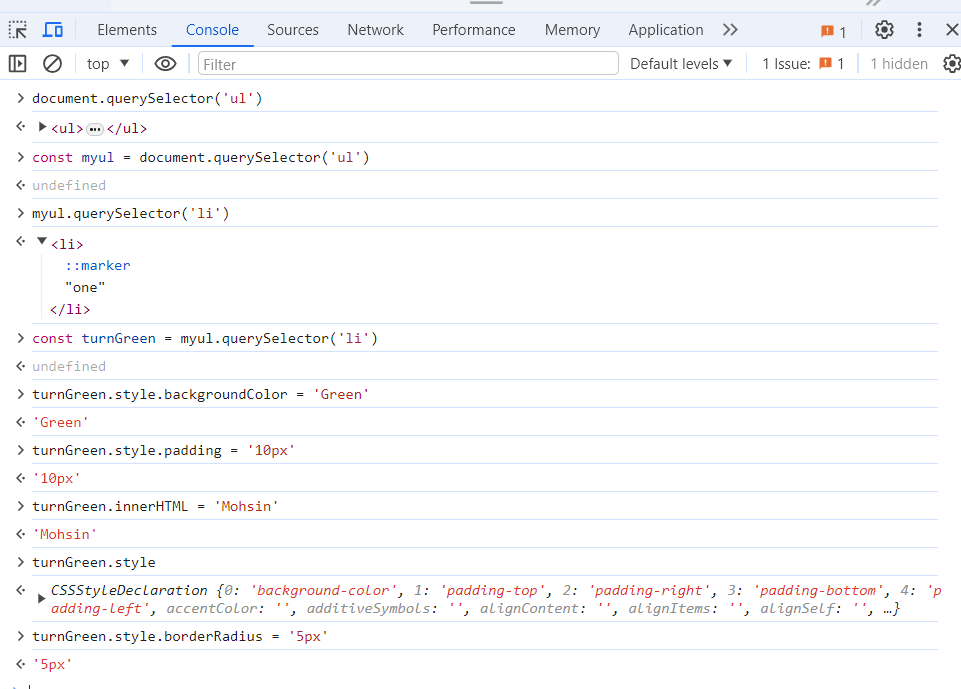 Elements Console Sources Network Performance Memory Application 1
top Filter Default levels 1 Issue: 1 1 hidden
document.querySelector('ul')
<ul>…</ul>
const myul = document.querySelector('ul')
undefined
myul.querySelector('li')
<li>
::marker
"one"
</li>
const turnGreen = myul.querySelector('li')
undefined
turnGreen.style.backgroundColor = 'Green'
'Green'
turnGreen.style.padding = '10px'
'10px'
turnGreen.innerHTML = 'Mohsin'
'Mohsin'
turnGreen.style
CSSStyleDeclaration {0: 'background-color', 1: 'padding-top', 2: 'padding-right', 3: 'padding-bottom', 4: 'p
adding-left', accentColor: '', additiveSymbols: '', alignContent: '', alignItems: '', alignSelf: '', …}
turnGreen.style.borderRadius = '5px'
'5px'